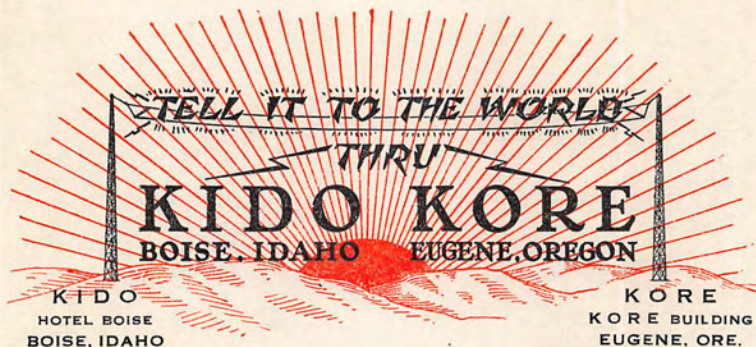 TELL IT TO THE WORLD
THRU
KIDO KORE
BOISE, IDAHO EUGENE, OREGON
KIDO
HOTEL BOISE
BOISE, IDAHO
KORE
KORE BUILDING
EUGENE, ORE.